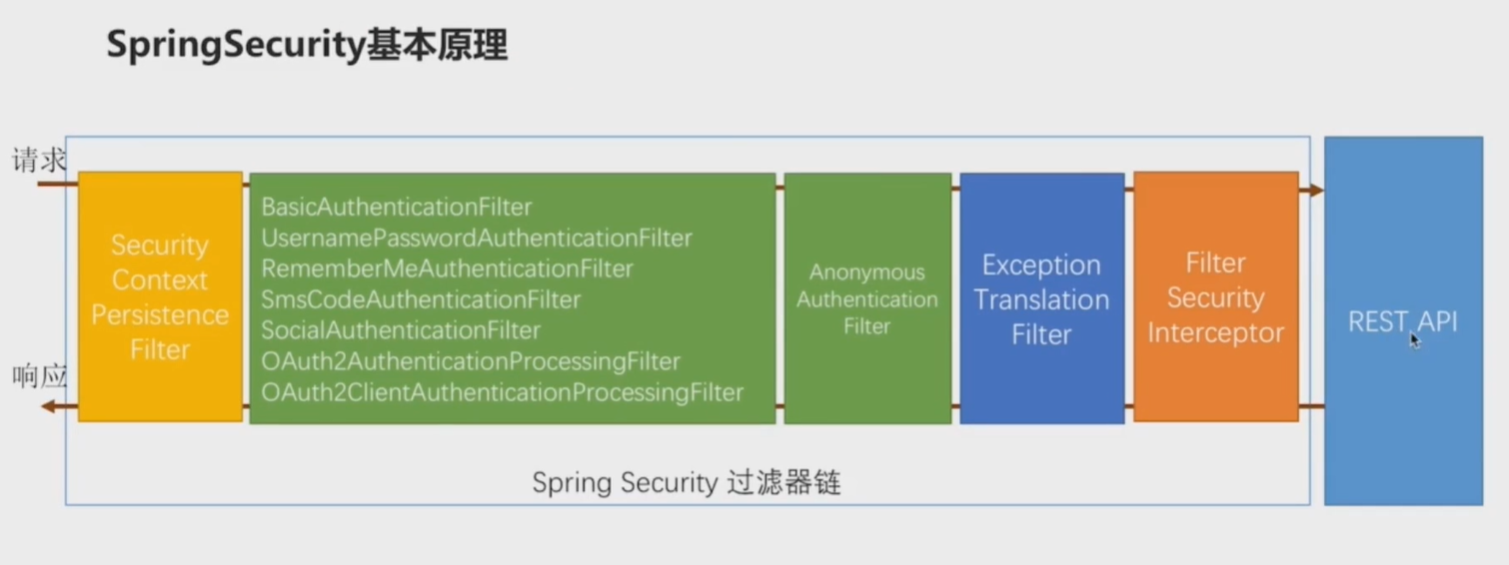 SpringSecurity基本原理
请求
响应
Security
Context
Persistence
Filter
BasicAuthenticationFilter
UsernamePasswordAuthenticationFilter
RememberMeAuthenticationFilter
SmsCodeAuthenticationFilter
SocialAuthenticationFilter
OAuth2AuthenticationProcessingFilter
OAuth2ClientAuthenticationProcessingFilter
Anonymous
Authentication
Filter
Exception
Translation
Filter
Filter
Security
Interceptor
REST API
Spring Security 过滤器链